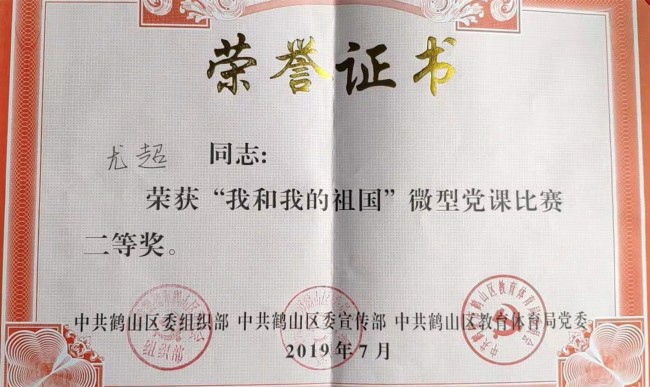 荣誉证书
尤超 同志:
荣获“我和我的祖国”微型党课比赛
二等奖。
中共鹤山区委组织部 中共鹤山区委宣传部 中共鹤山区教育体育局党委
2019年7月